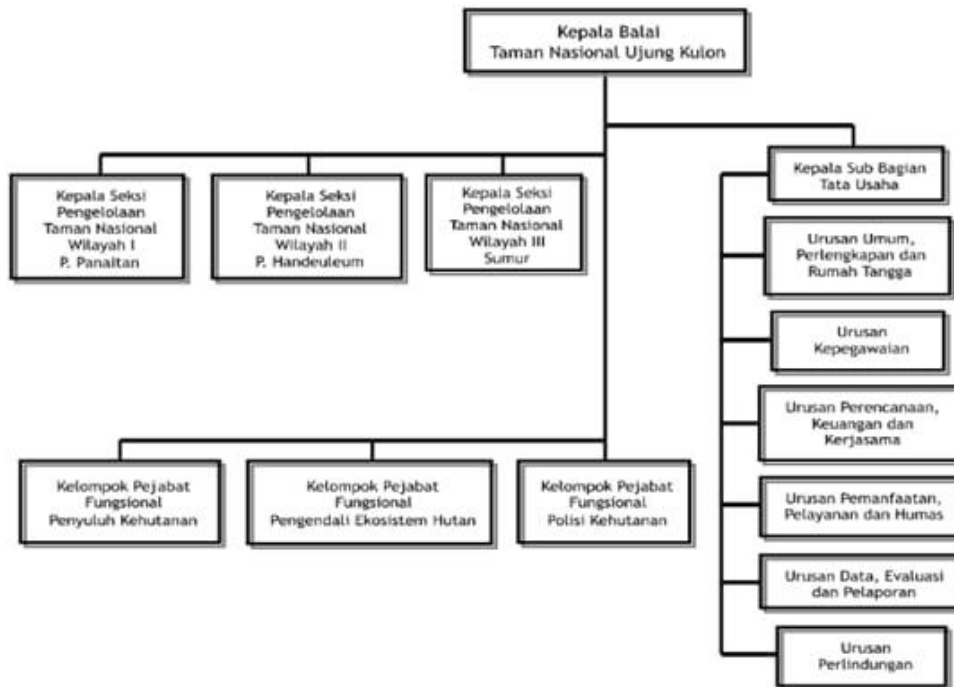 Kepala Balai
Taman Nasional Ujung Kulon
Kepala Seksi
Pengelolaan
Taman Nasional
Wilayah I
P. Panaitan
Kepala Seksi
Pengelolaan
Taman Nasional
Wilayah II
P. Handeuleum
Kepala Seksi
Pengelolaan
Taman Nasional
Wilayah III
Sumur
Kepala Sub Bagian
Tata Usaha
Urusan Umum,
Perlengkapan dan
Rumah Tangga
Urusan
Kepegawaian
Urusan Perencanaan,
Keuangan dan
Kerjasama
Urusan Pemanfaatan,
Pelayanan dan Humas
Urusan Data, Evaluasi
dan Pelaporan
Urusan
Perlindungan
Kelompok Pejabat
Fungsional
Penyuluh Kehutanan
Kelompok Pejabat
Fungsional
Pengendali Ekosistem Hutan
Kelompok Pejabat
Fungsional
Polisi Kehutanan